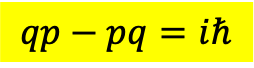 qp − pq = iħ